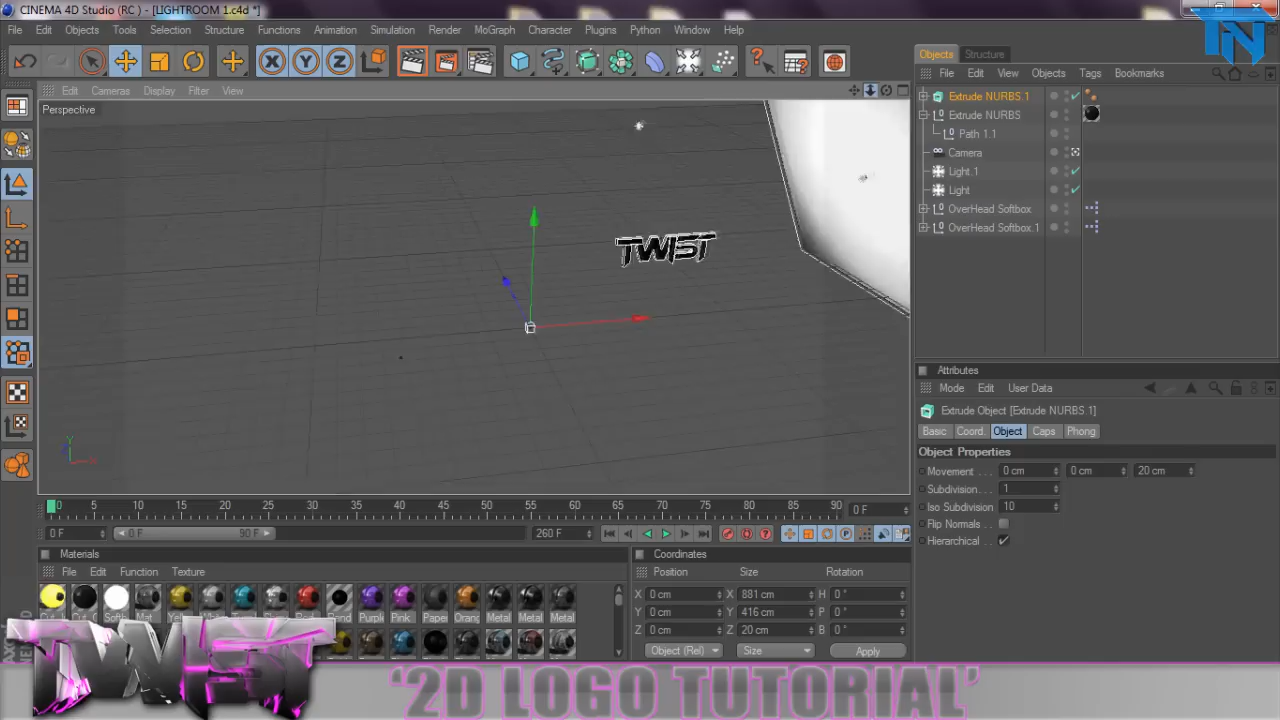 CINEMA 4D Studio (RC ) - [LIGHTROOM 1.c4d *]
File Edit Objects Tools Selection Structure Functions Animation Simulation Render MoGraph Character Plugins Python Window Help
TN
X Y Z
Objects Structure
File Edit View Objects Tags Bookmarks
Edit Cameras Display Filter View
Perspective
Extrude NURBS.1
Extrude NURBS
Path 1.1
Camera
Light.1
Light
OverHead Softbox
OverHead Softbox.1
TWIST
Y
X
Attributes
Mode Edit User Data
Extrude Object [Extrude NURBS.1]
Basic Coord. Object Caps Phong
Object Properties
Movement . . . 0 cm 0 cm 20 cm
Subdivision. . . 1
Iso Subdivision 10
Flip Normals . .
Hierarchical . .
0 5 10 15 20 25 30 35 40 45 50 55 60 65 70 75 80 85 90 0 F
0 F 0 F 90 F 260 F
Materials
File Edit Function Texture
Mat
Purple Pink Paper Orang Metal Metal Metal Metal
Coordinates
Position Size Rotation
X 0 cm X 881 cm H 0 °
Y 0 cm Y 416 cm P 0 °
Z 0 cm Z 20 cm B 0 °
Object (Rel) Size Apply
TWIST
'2D LOGO TUTORIAL'